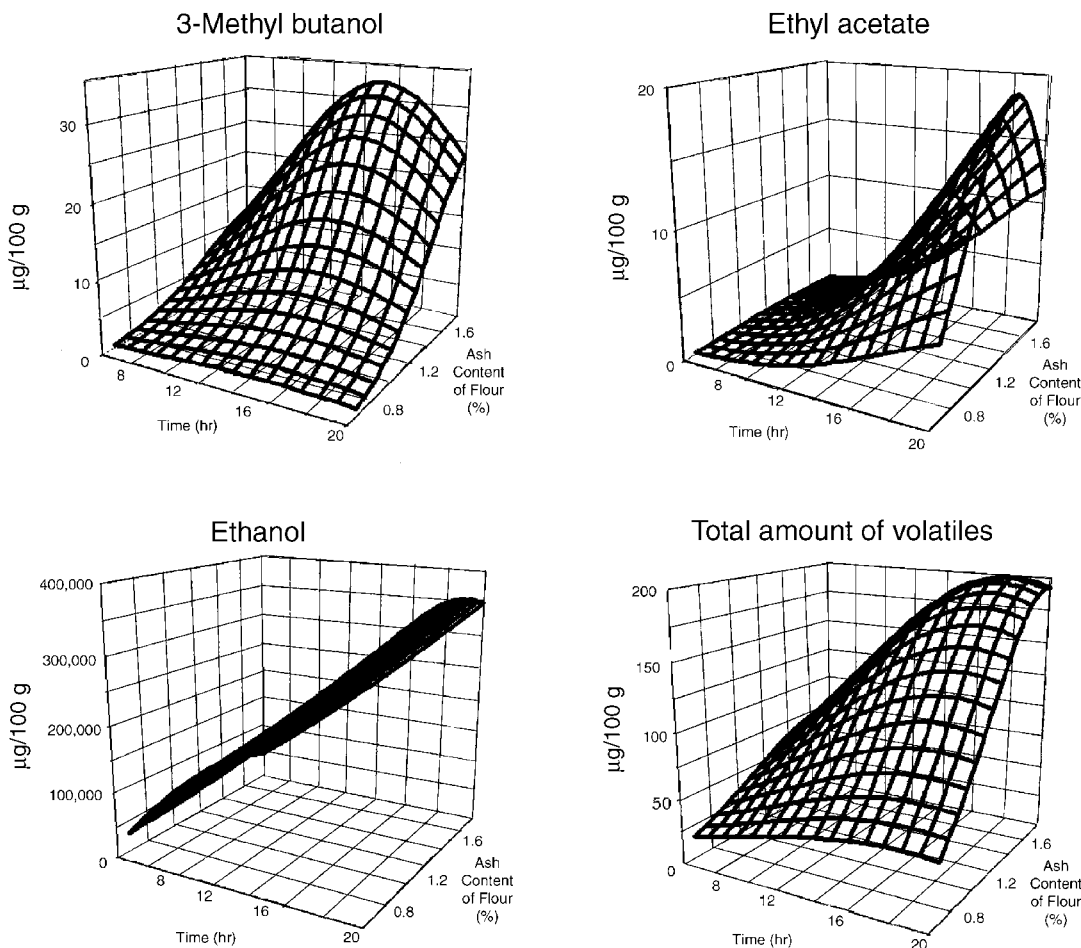 3-Methyl butanol
30
20
10
0
µg/100 g
8
12
16
20
Time (hr)
0.8
1.2
1.6
Ash
Content
of Flour
(%)
Ethyl acetate
20
10
0
µg/100 g
8
12
16
20
Time (hr)
0.8
1.2
1.6
Ash
Content
of Flour
(%)
Ethanol
400,000
300,000
200,000
100,000
0
µg/100 g
8
12
16
20
Time (hr)
0.8
1.2
1.6
Ash
Content
of Flour
(%)
Total amount of volatiles
200
150
100
50
0
µg/100 g
8
12
16
20
Time (hr)
0.8
1.2
1.6
Ash
Content
of Flour
(%)